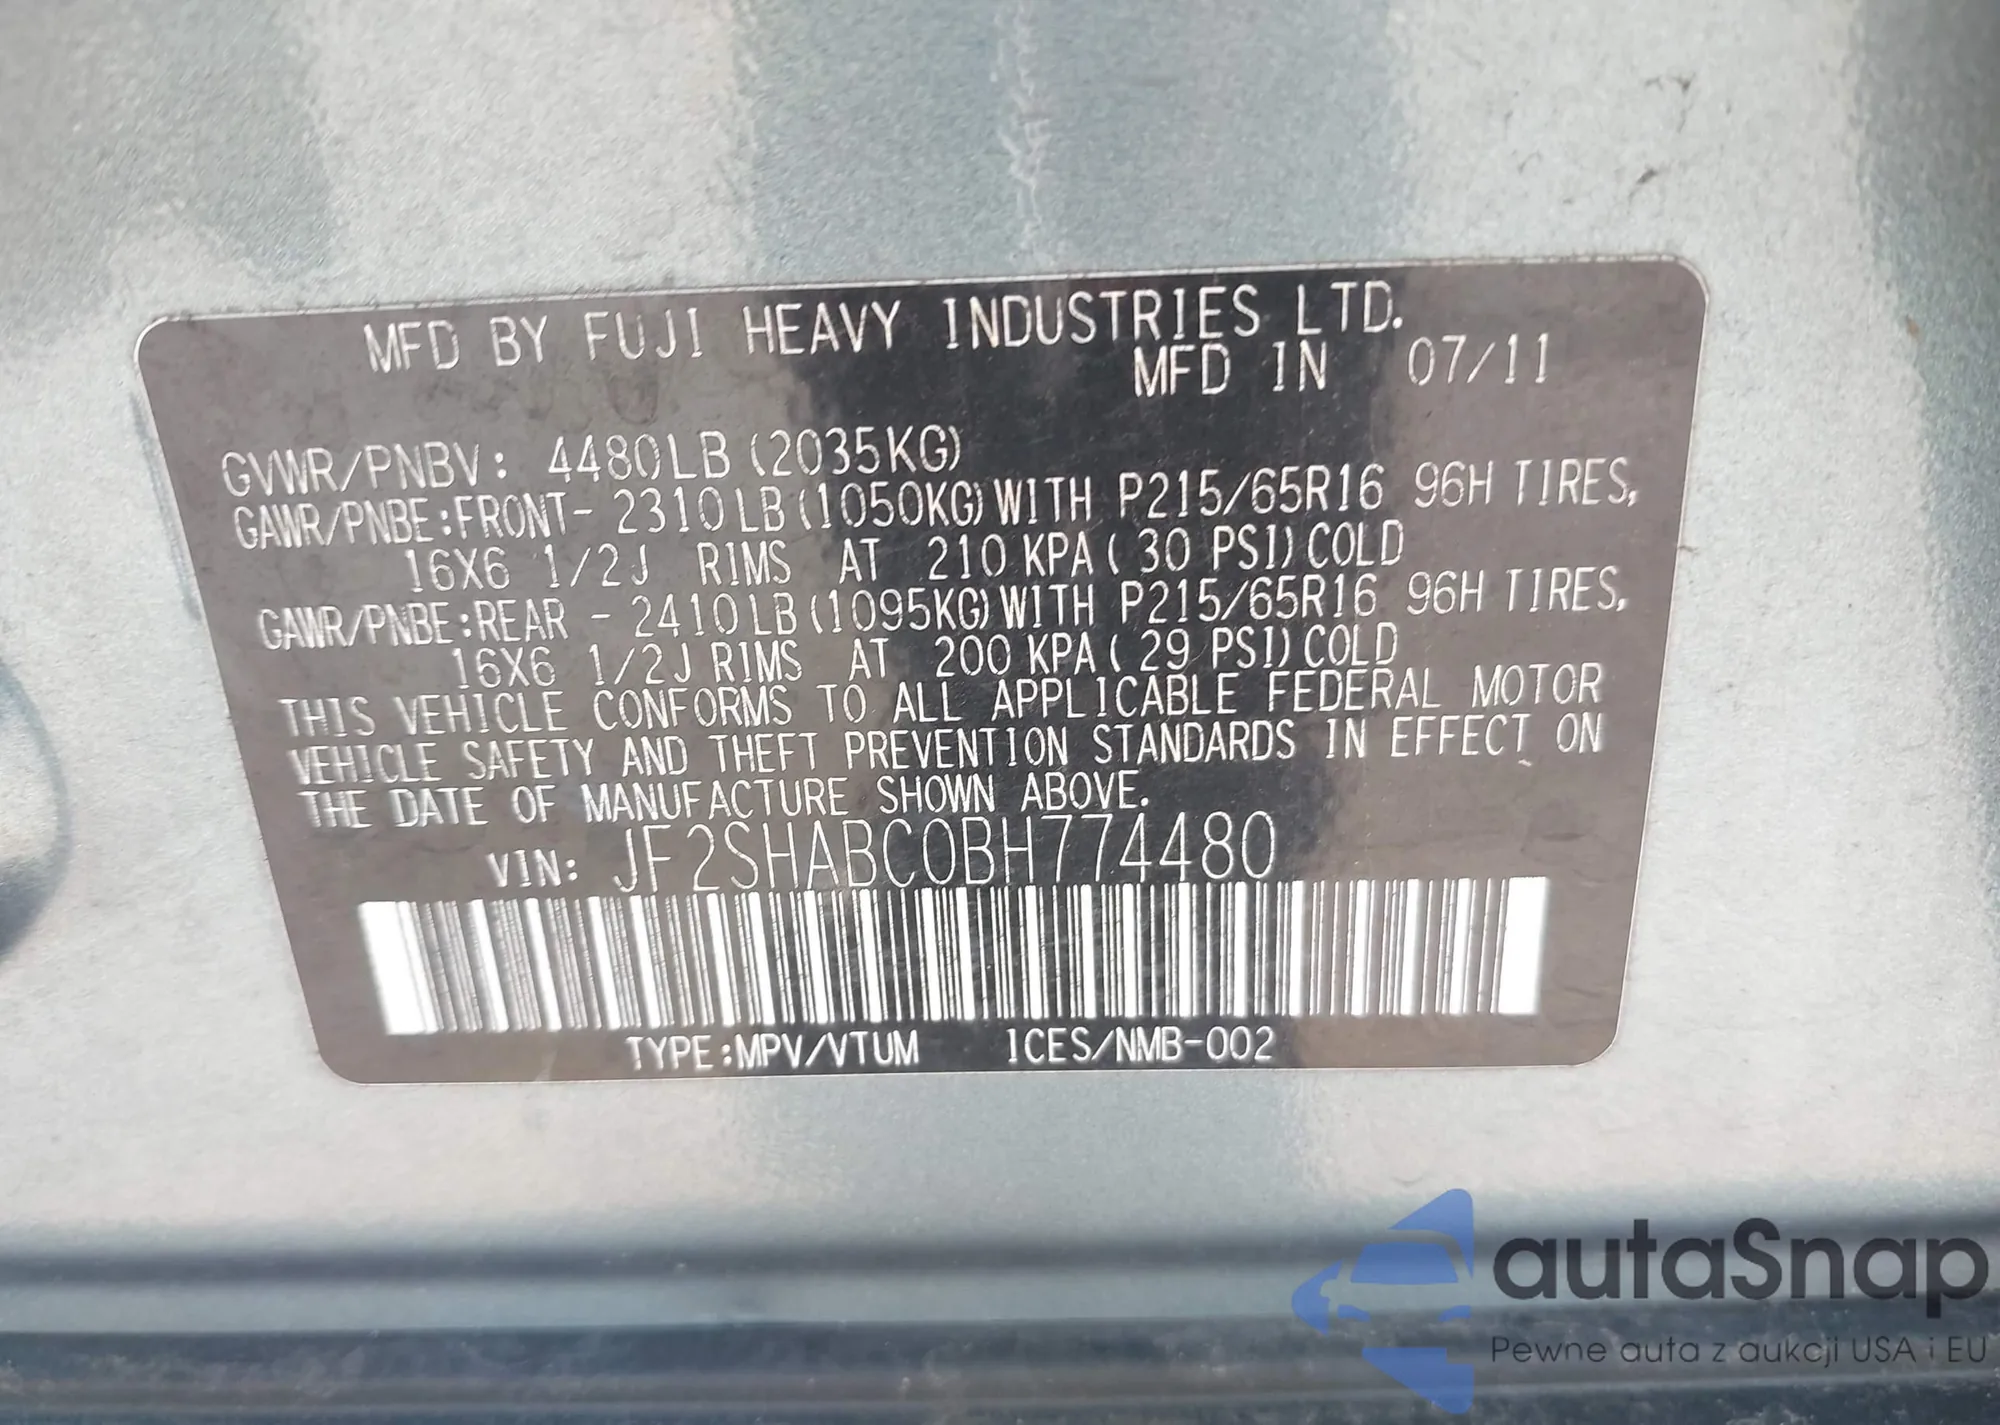 MFD BY FUJI HEAVY INDUSTRIES LTD.
MFD IN 07/11
GVWR/PNBV: 4480LB (2035KG)
GAWR/PNBE:FRONT- 2310LB(1050KG)WITH P215/65R16 96H TIRES,
16X6 1/2J RIMS AT 210 KPA( 30 PSI)COLD
GAWR/PNBE:REAR - 2410LB(1095KG)WITH P215/65R16 96H TIRES,
16X6 1/2J RIMS AT 200 KPA( 29 PSI)COLD
THIS VEHICLE CONFORMS TO ALL APPLICABLE FEDERAL MOTOR
VEHICLE SAFETY AND THEFT PREVENTION STANDARDS IN EFFECT ON
THE DATE OF MANUFACTURE SHOWN ABOVE.
VIN: JF2SHABC0BH774480
TYPE:MPV/VTUM ICES/NMB-002
autaSnap
Pewne auta z aukcji USA i EU